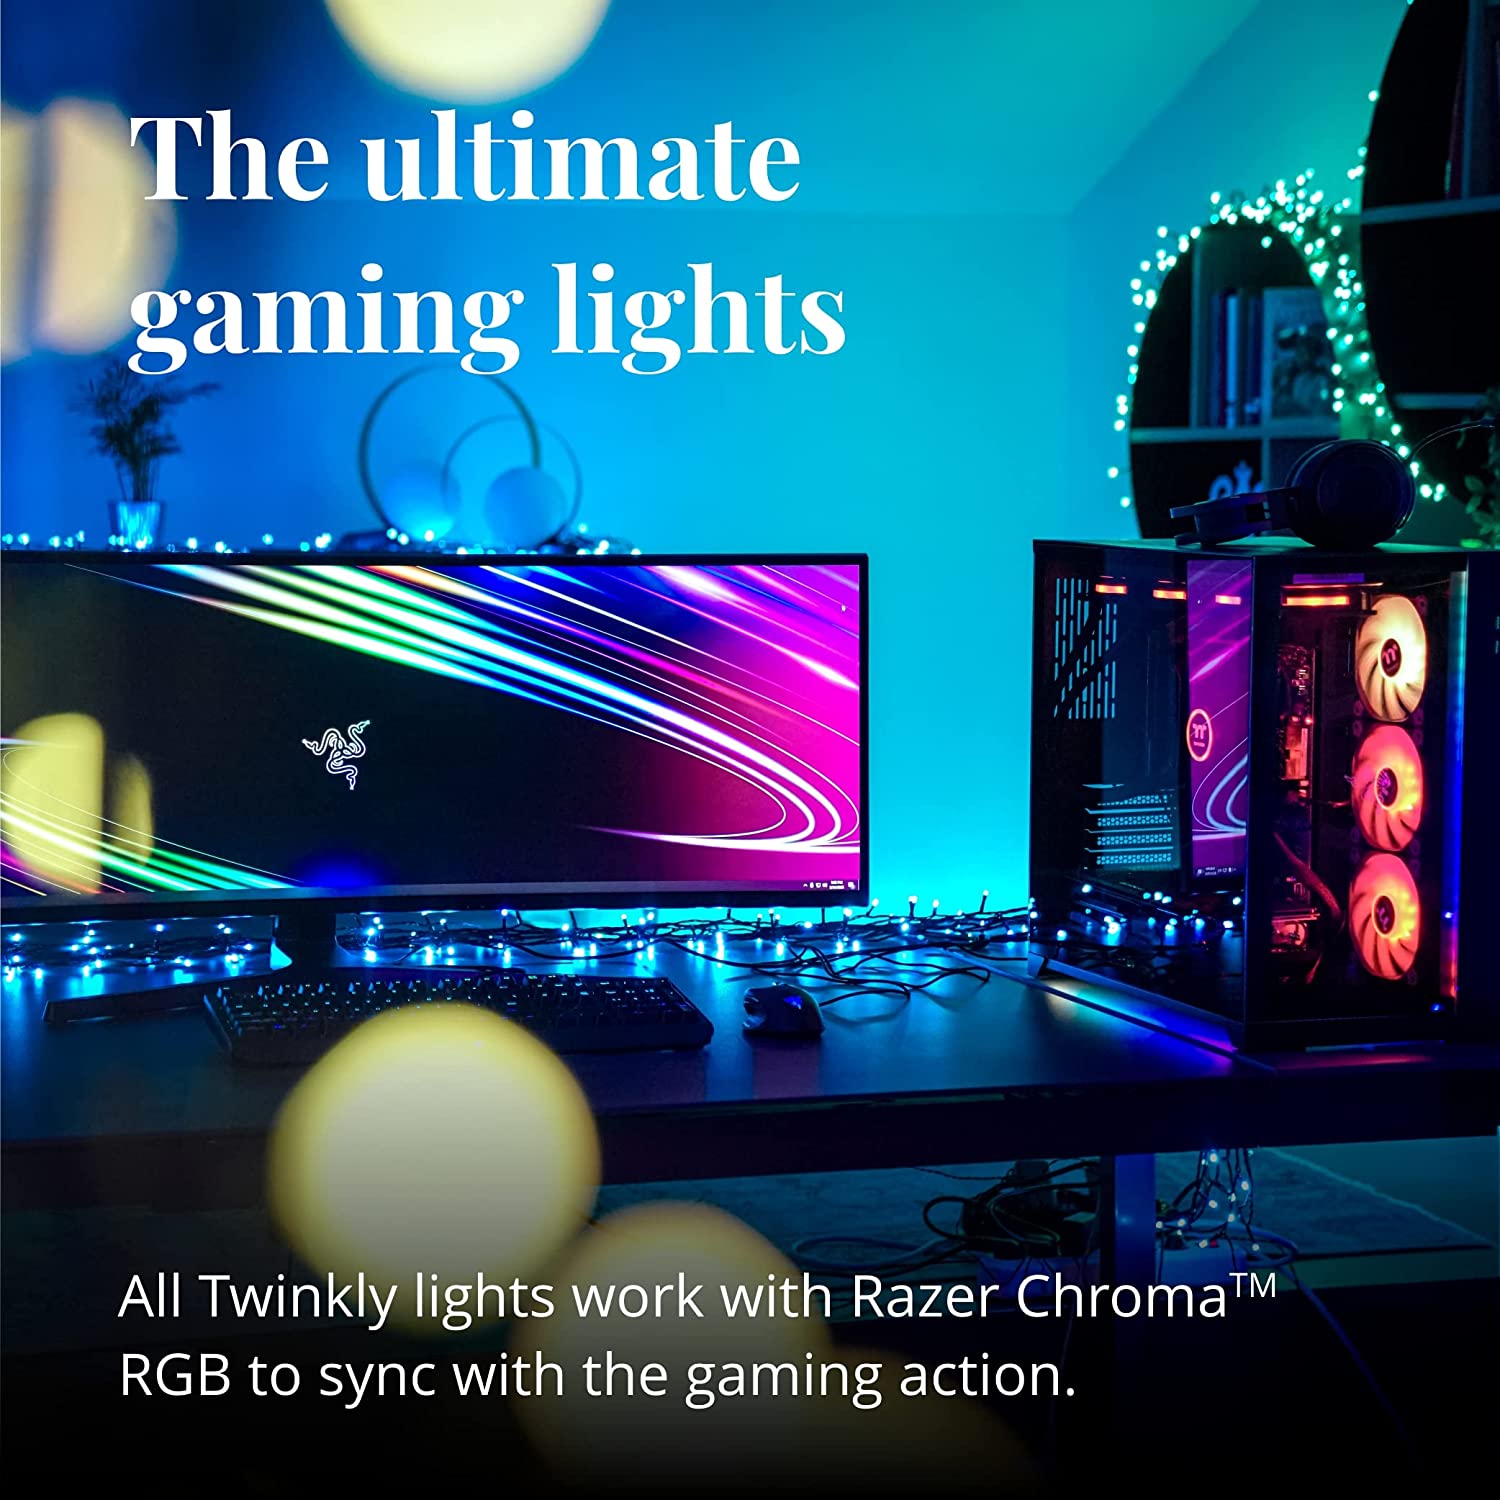 The ultimate
gaming lights
All Twinkly lights work with Razer Chroma™
RGB to sync with the gaming action.